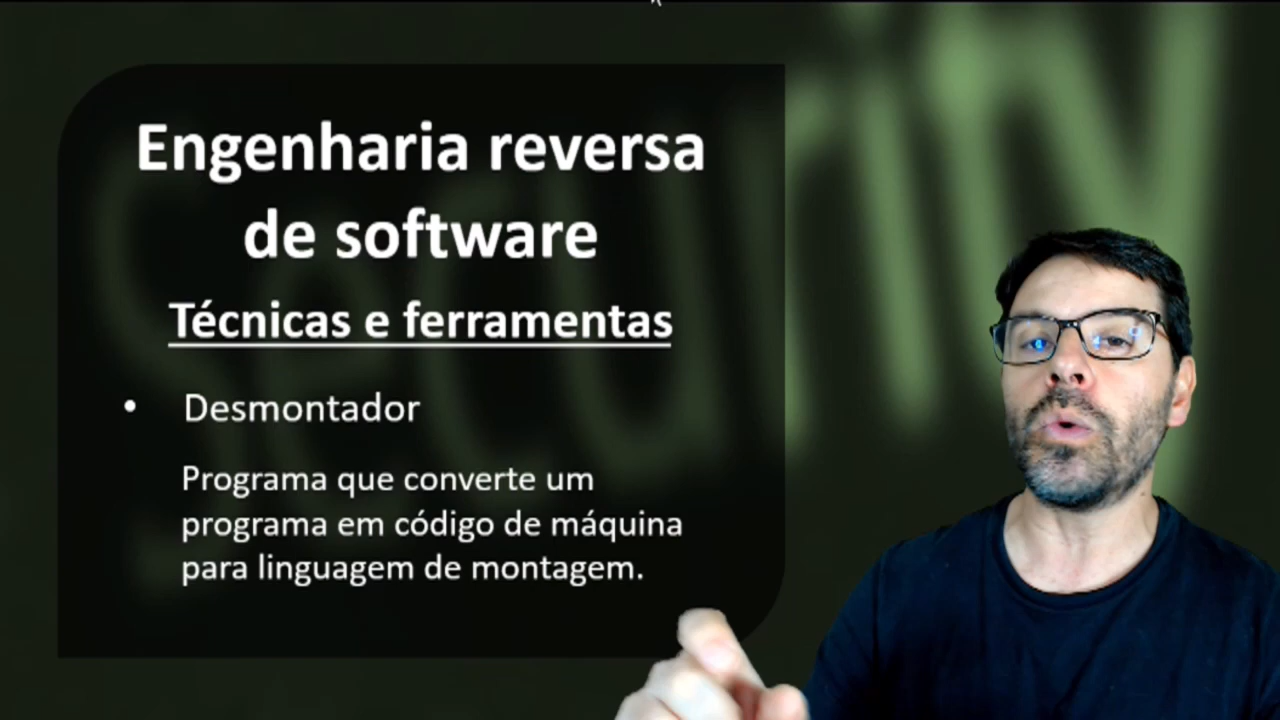 Engenharia reversa
de software
Técnicas e ferramentas
• Desmontador
Programa que converte um
programa em código de máquina
para linguagem de montagem.
Security